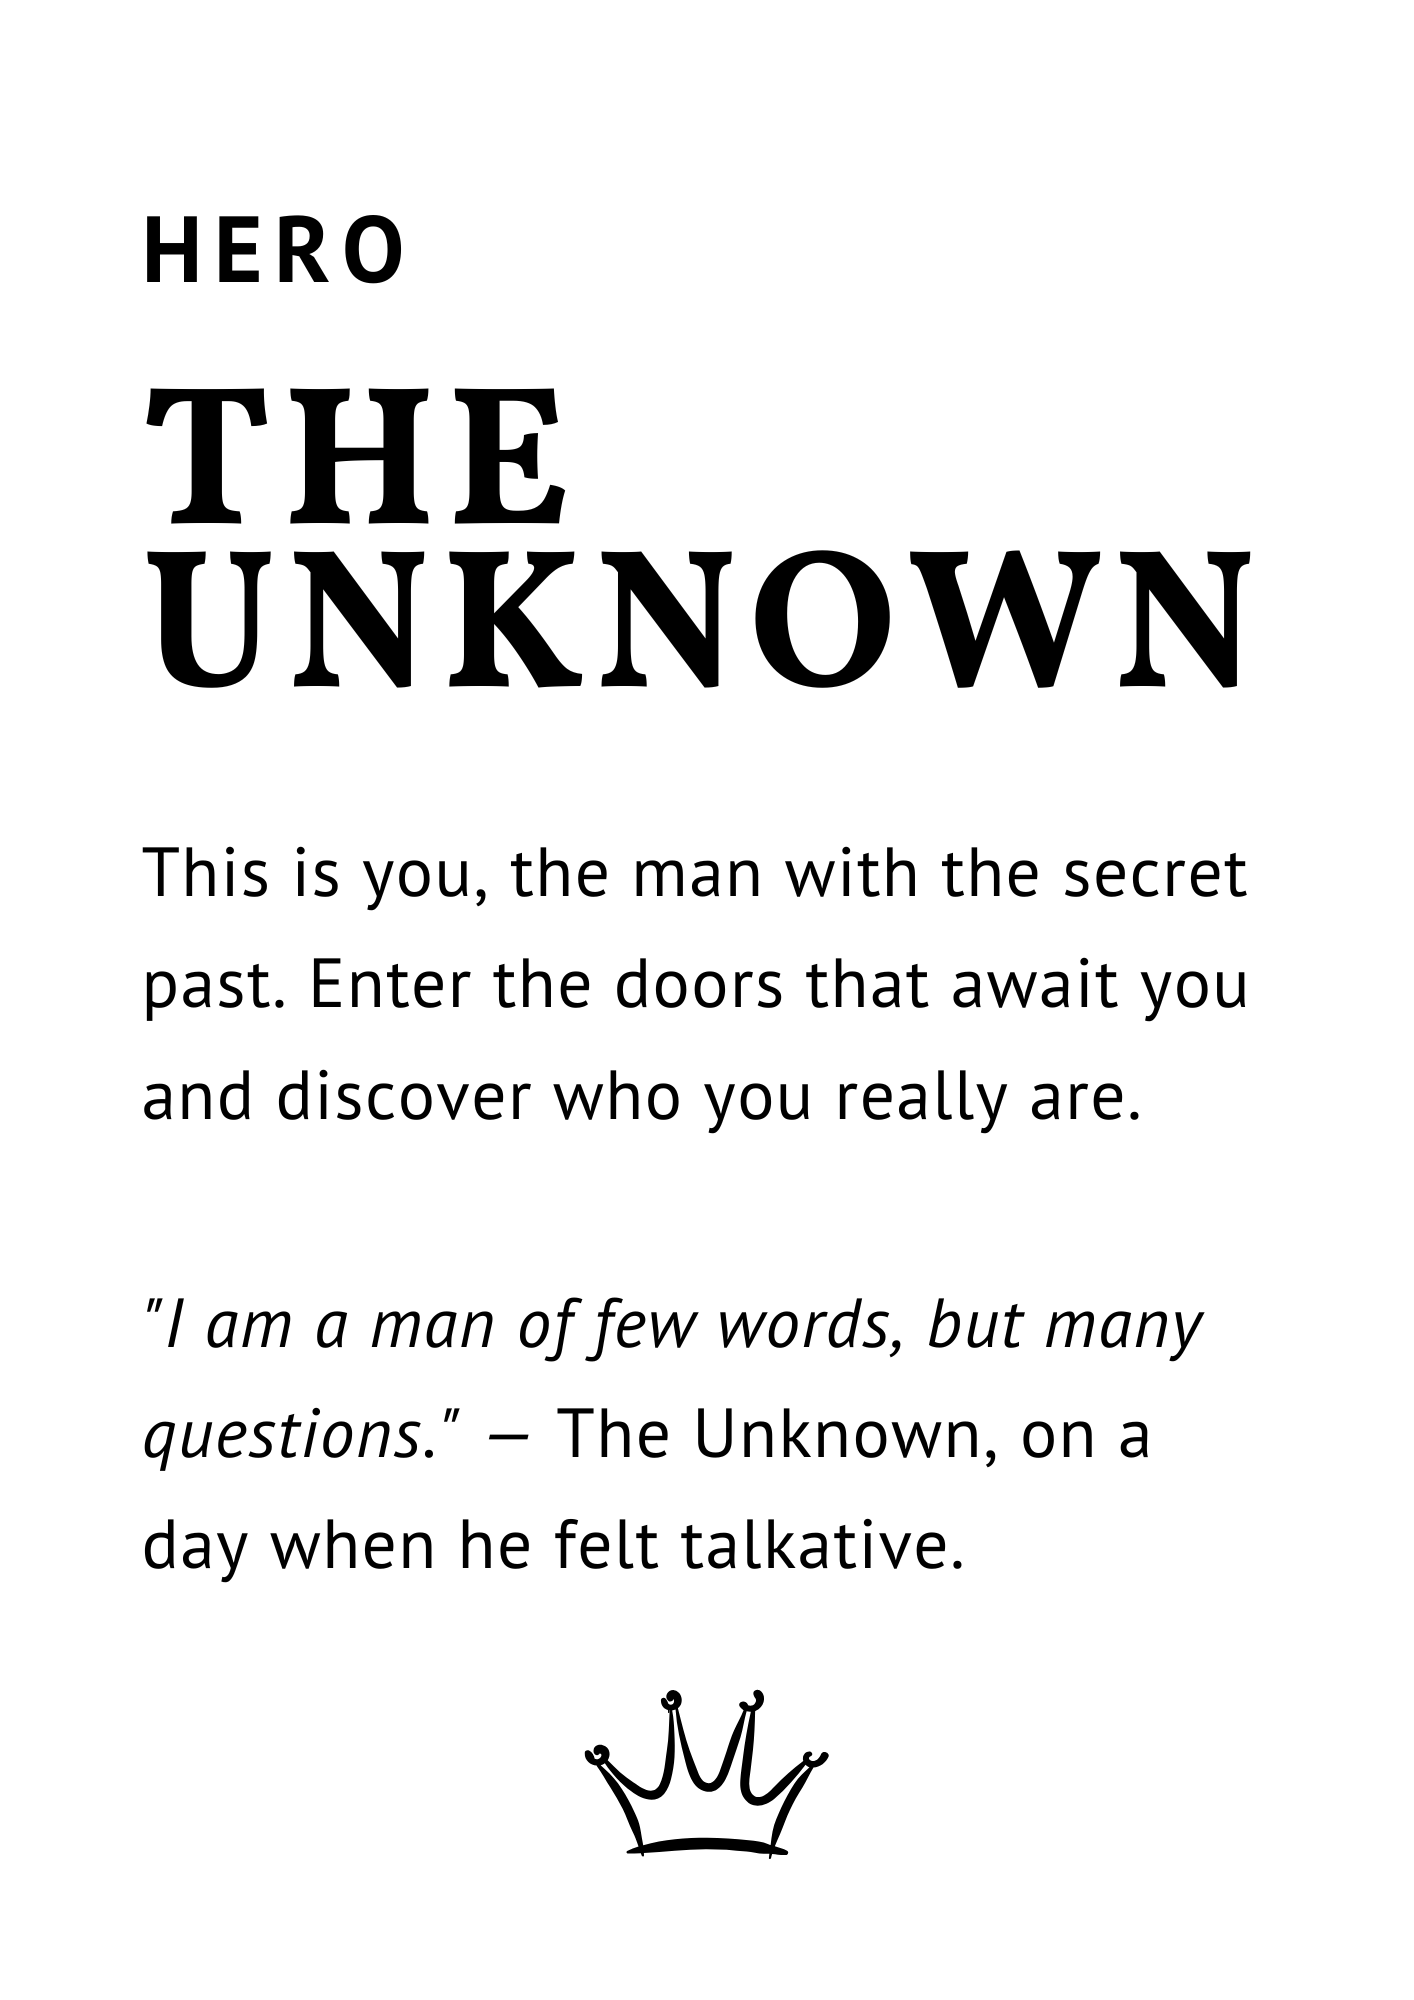 HERO
THE
UNKNOWN
This is you, the man with the secret
past. Enter the doors that await you
and discover who you really are.
"I am a man of few words, but many
questions." — The Unknown, on a
day when he felt talkative.